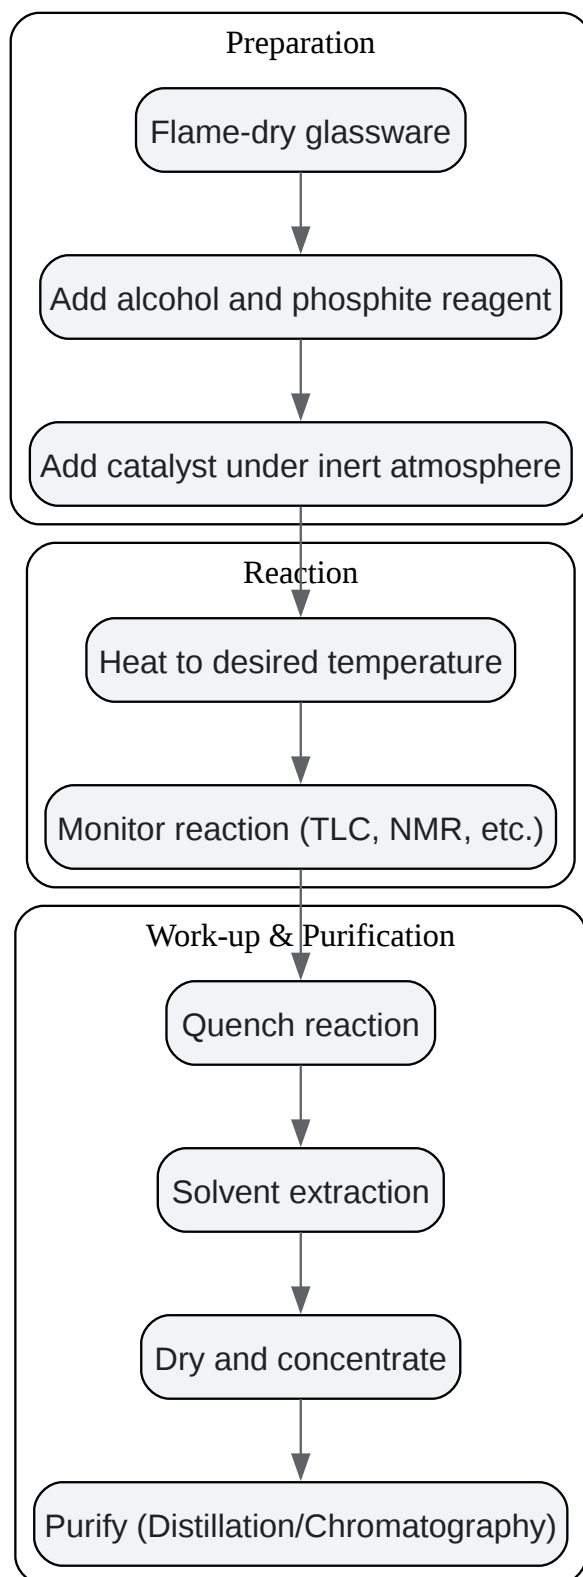 Preparation
Flame-dry glassware
Add alcohol and phosphite reagent
Add catalyst under inert atmosphere
Reaction
Heat to desired temperature
Monitor reaction (TLC, NMR, etc.)
Work-up & Purification
Quench reaction
Solvent extraction
Dry and concentrate
Purify (Distillation/Chromatography)